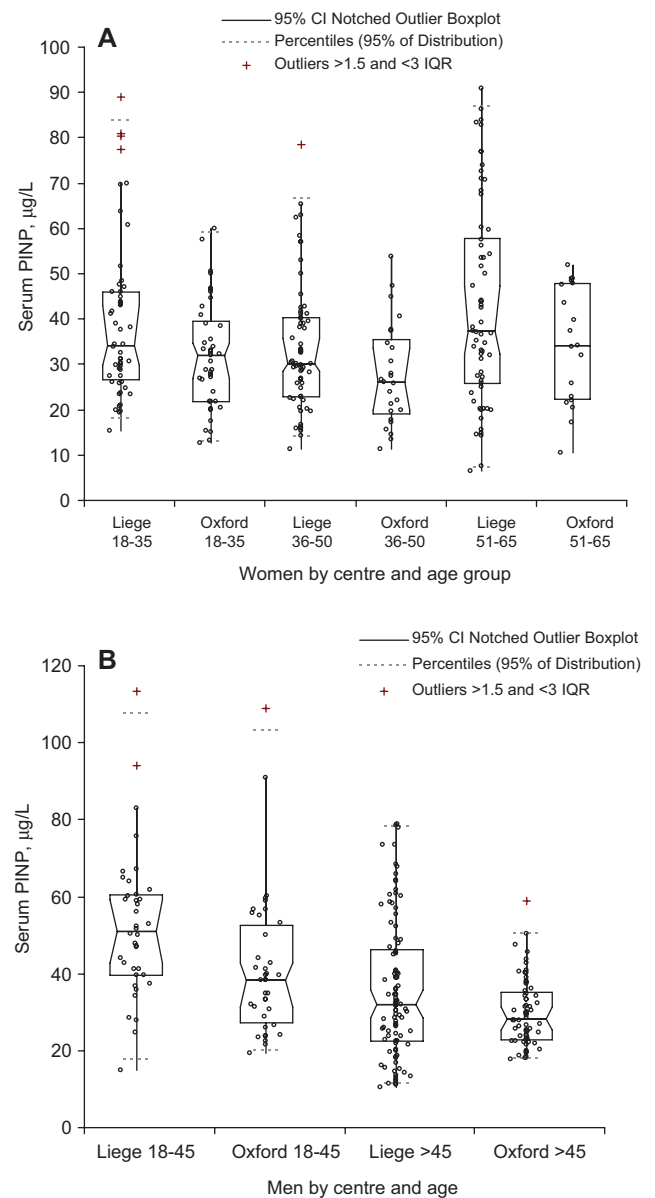 A
95% CI Notched Outlier Boxplot
Percentiles (95% of Distribution)
+ Outliers >1.5 and <3 IQR
Serum PINP, µg/L
100
90
80
70
60
50
40
30
20
10
0
Liege Oxford Liege Oxford Liege Oxford
18-35 18-35 36-50 36-50 51-65 51-65
Women by centre and age group
B
95% CI Notched Outlier Boxplot
Percentiles (95% of Distribution)
+ Outliers >1.5 and <3 IQR
Serum PINP, µg/L
120
100
80
60
40
20
0
Liege 18-45 Oxford 18-45 Liege >45 Oxford >45
Men by centre and age